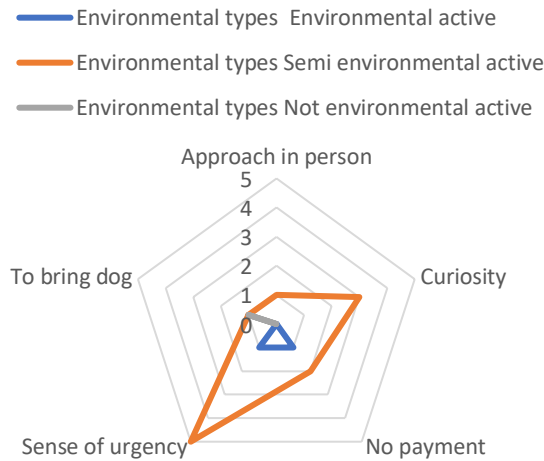 Environmental types  Environmental active
Environmental types Semi environmental active
Environmental types Not environmental active
Approach in person
5
4
3
2
1
0
To bring dog
Curiosity
Sense of urgency
No payment